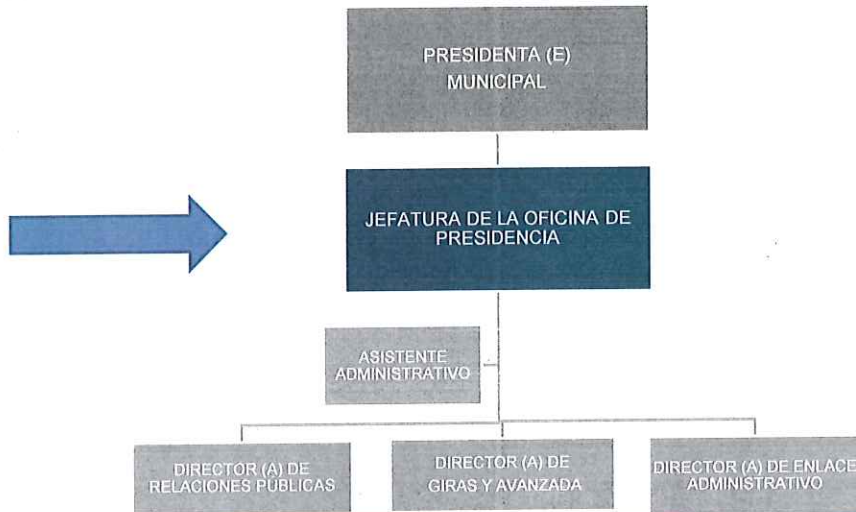 PRESIDENTA (E)
MUNICIPAL
JEFATURA DE LA OFICINA DE
PRESIDENCIA
ASISTENTE
ADMINISTRATIVO
DIRECTOR (A) DE
RELACIONES PÚBLICAS
DIRECTOR (A) DE
GIRAS Y AVANZADA
DIRECTOR (A) DE ENLACE
ADMINISTRATIVO